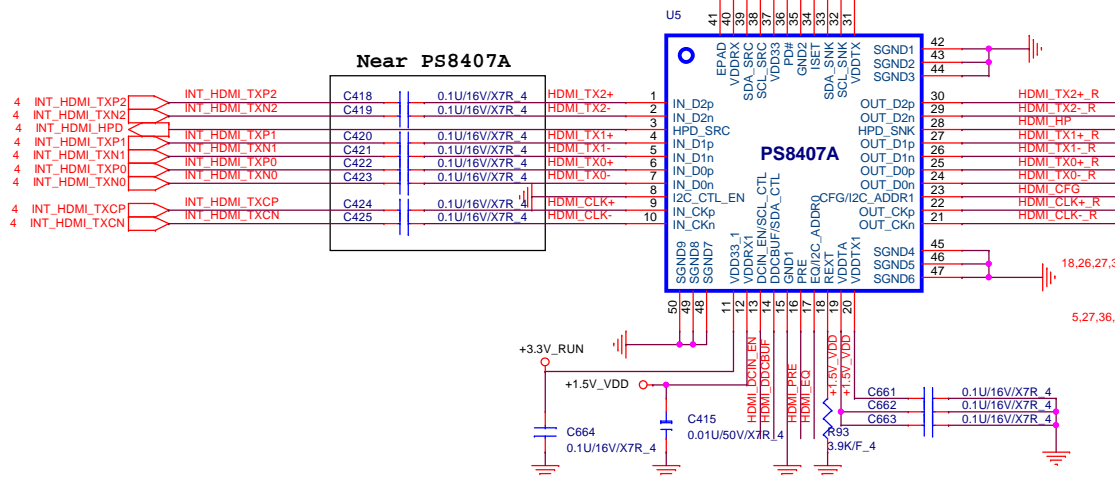 U5
41
40
39
38
37
36
35
34
33
32
31
EPAD
VDDRX
SDA_SRC
SCL_SRC
VDD33
PD#
GND2
ISET
SDA_SNK
SCL_SNK
VDDTX
Near PS8407A
4 INT_HDMI_TXP2 INT_HDMI_TXP2 C418 0.1U/16V/X7R_4 HDMI_TX2+ 1 IN_D2p
4 INT_HDMI_TXN2 INT_HDMI_TXN2 C419 0.1U/16V/X7R_4 HDMI_TX2- 2 IN_D2n
4 INT_HDMI_HPD 3 HPD_SRC
4 INT_HDMI_TXP1 INT_HDMI_TXP1 C420 0.1U/16V/X7R_4 HDMI_TX1+ 4 IN_D1p
4 INT_HDMI_TXN1 INT_HDMI_TXN1 C421 0.1U/16V/X7R_4 HDMI_TX1- 5 IN_D1n
4 INT_HDMI_TXP0 INT_HDMI_TXP0 C422 0.1U/16V/X7R_4 HDMI_TX0+ 6 IN_D0p
4 INT_HDMI_TXN0 INT_HDMI_TXN0 C423 0.1U/16V/X7R_4 HDMI_TX0- 7 IN_D0n
8 I2C_CTL_EN
4 INT_HDMI_TXCP INT_HDMI_TXCP C424 0.1U/16V/X7R_4 HDMI_CLK+ 9 IN_CKp
4 INT_HDMI_TXCN INT_HDMI_TXCN C425 0.1U/16V/X7R_4 HDMI_CLK- 10 IN_CKn
PS8407A
SGND1 42
SGND2 43
SGND3 44
OUT_D2p 30 HDMI_TX2+_R
OUT_D2n 29 HDMI_TX2-_R
HPD_SNK 28 HDMI_HP
OUT_D1p 27 HDMI_TX1+_R
OUT_D1n 26 HDMI_TX1-_R
OUT_D0p 25 HDMI_TX0+_R
OUT_D0n 24 HDMI_TX0-_R
CFG/I2C_ADDR1 23 HDMI_CFG
OUT_CKp 22 HDMI_CLK+_R
OUT_CKn 21 HDMI_CLK-_R
SGND4 45
SGND5 46
SGND6 47
18,26,27,3
5,27,36,
SGND9
SGND8
SGND7
VDD33_1
VDDRX1
DCIN_EN/SCL_CTL
DDCBUF/SDA_CTL
GND1
PRE
EQ/I2C_ADDR0
REXT
VDDTA
VDDTX1
50
49
48
11
12
13
14
15
16
17
18
19
20
HDMI_DCIN_EN
HDMI_DDCBUF
HDMI_PRE
HDMI_EQ
+1.5V_VDD
+1.5V_VDD
+3.3V_RUN
+1.5V_VDD
C664
0.1U/16V/X7R_4
C415
0.01U/50V/X7R_4
R93
3.9K/F_4
C661 0.1U/16V/X7R_4
C662 0.1U/16V/X7R_4
C663 0.1U/16V/X7R_4